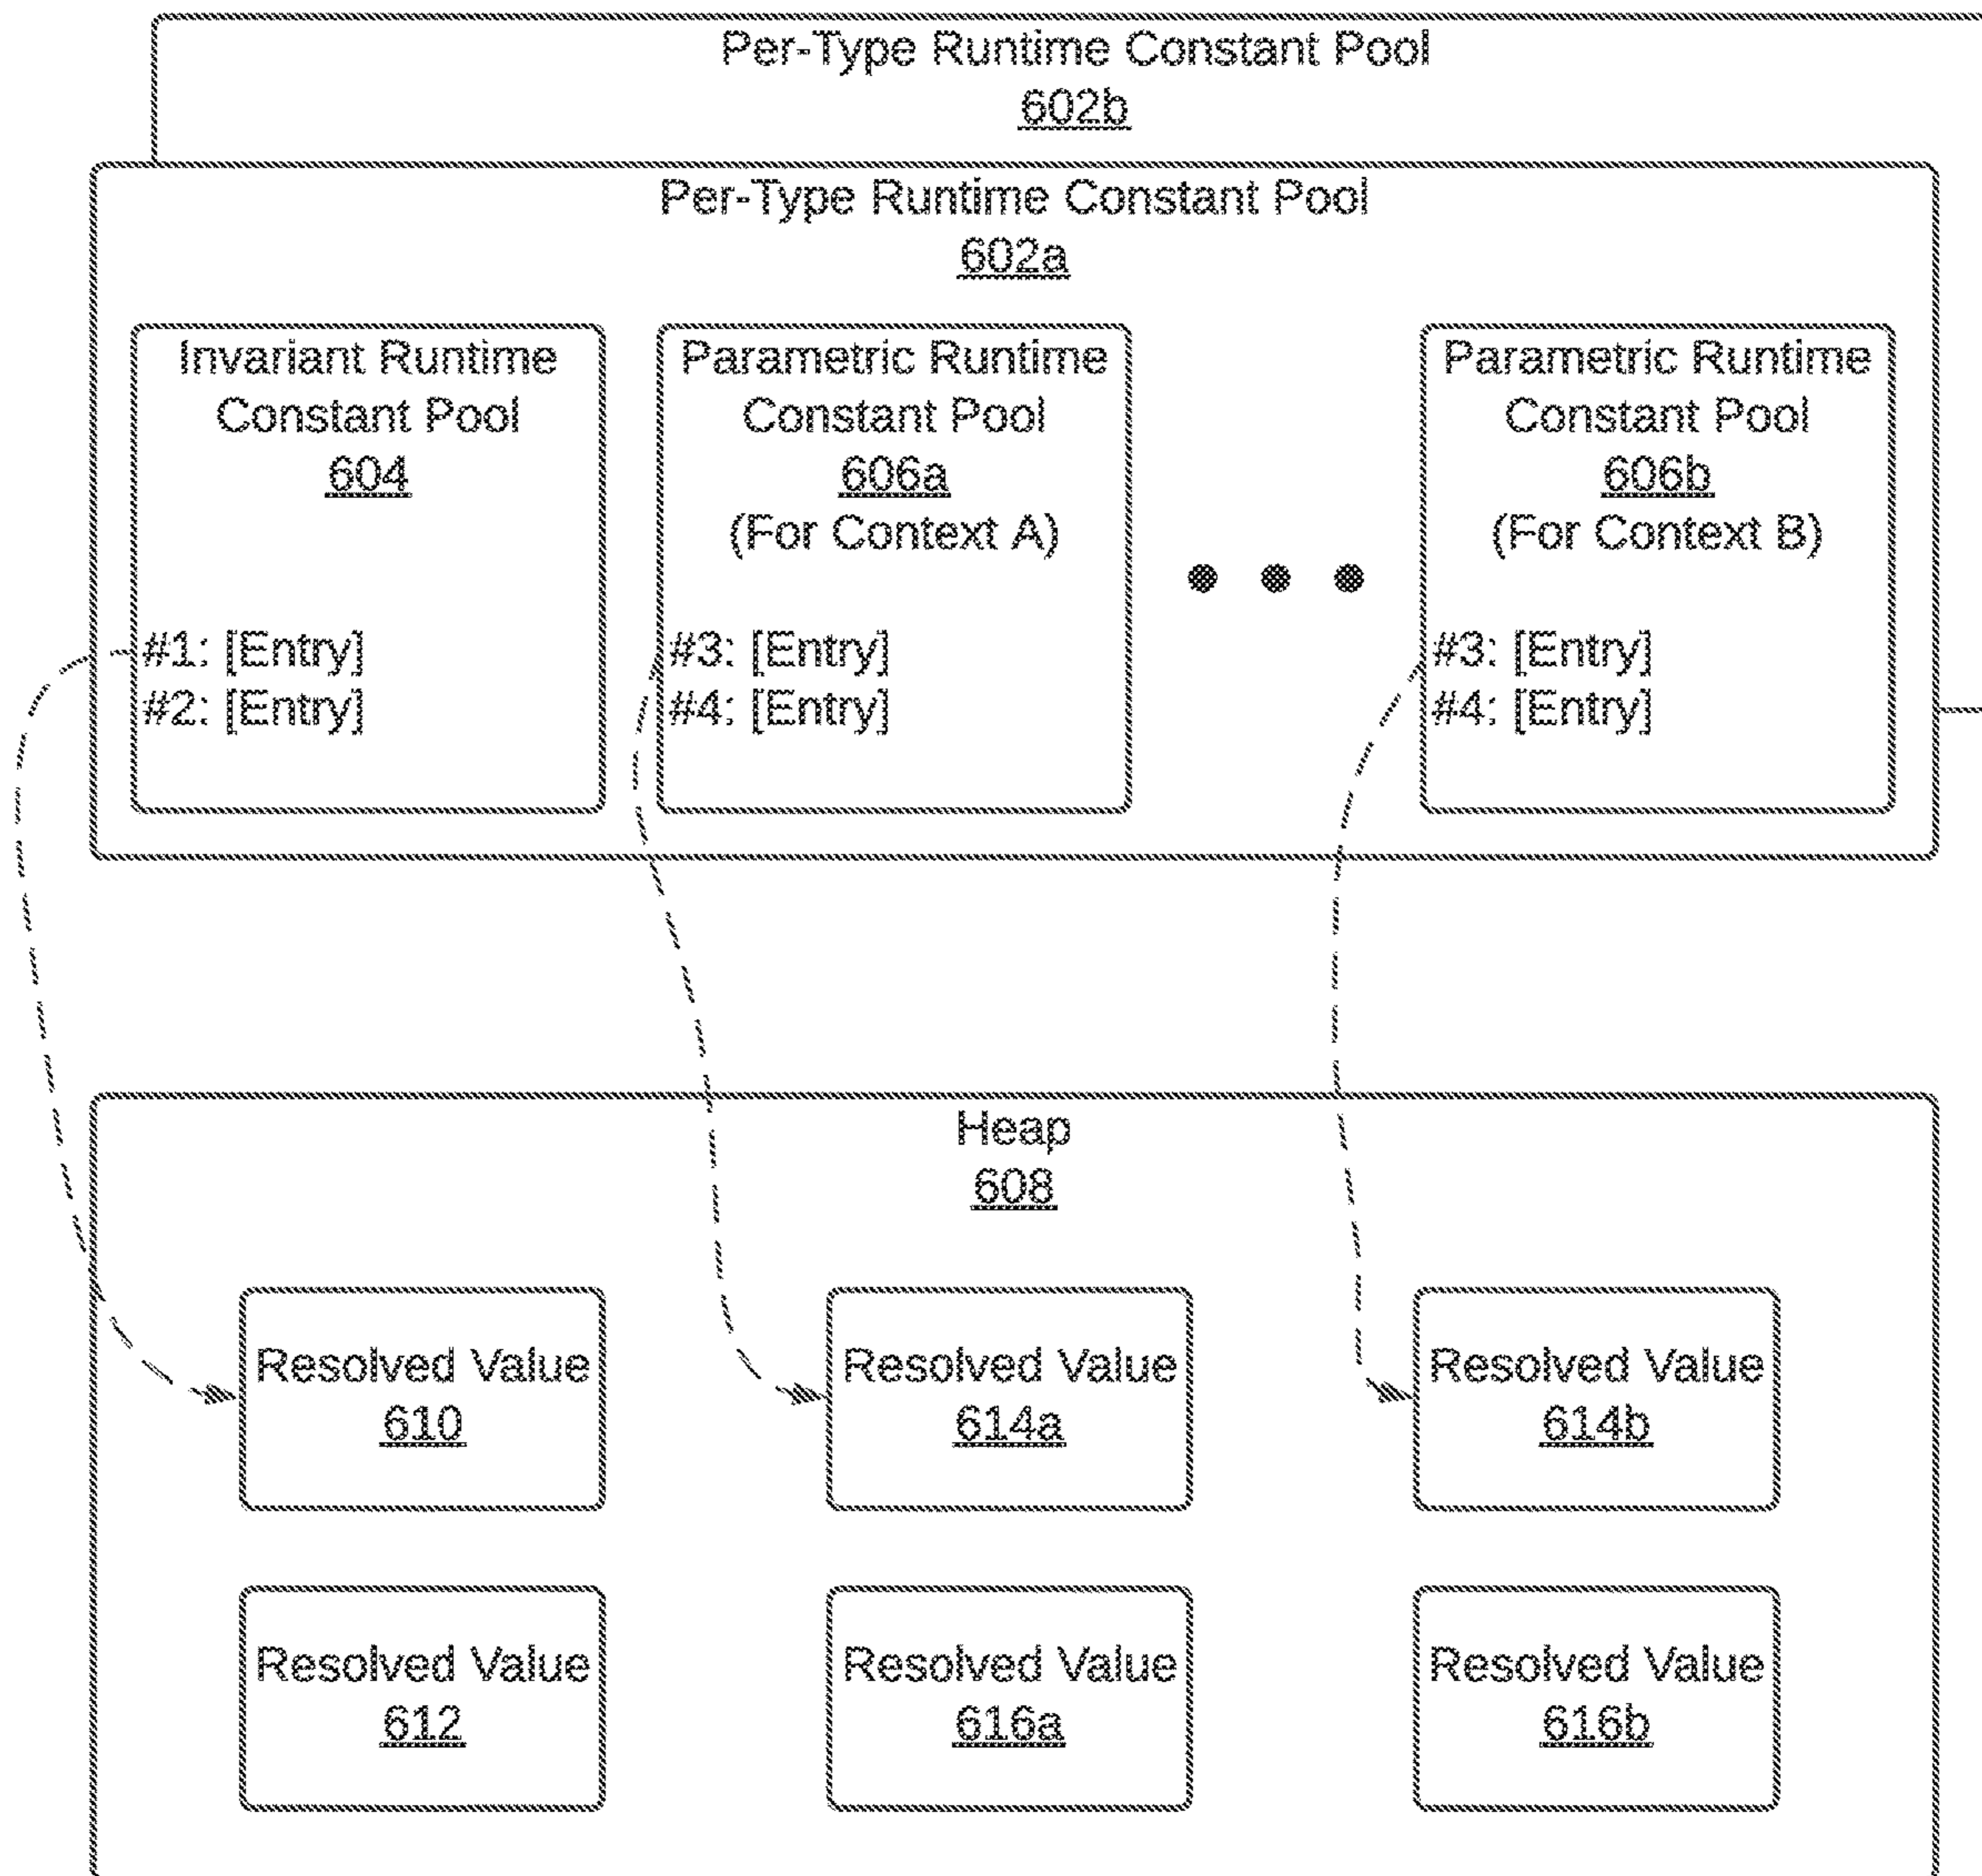 Per-Type Runtime Constant Pool
602b
Per-Type Runtime Constant Pool
602a
Invariant Runtime
Constant Pool
604
#1: [Entry]
#2: [Entry]
Parametric Runtime
Constant Pool
606a
(For Context A)
#3: [Entry]
#4: [Entry]
Parametric Runtime
Constant Pool
606b
(For Context B)
#3: [Entry]
#4: [Entry]
Heap
608
Resolved Value
610
Resolved Value
614a
Resolved Value
614b
Resolved Value
612
Resolved Value
616a
Resolved Value
616b